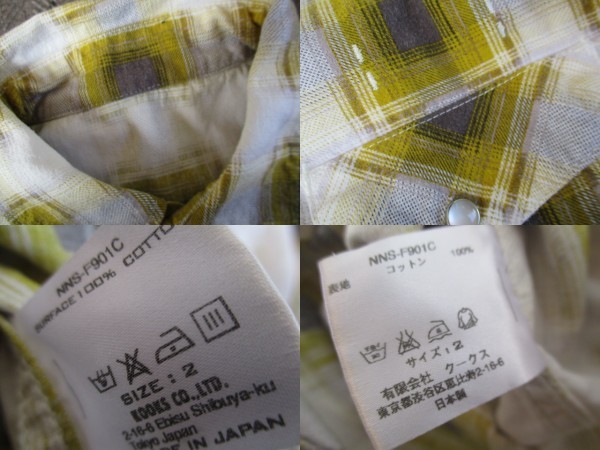 NNS-F901C
SURFACE100% COTTO
SIZE : 2
KOOKS CO.,LTD.
2-16-6 Ebisu Shibuya-ku
Tokyo Japan
DE IN JAPAN
NNS-F901C
コットン 100%
表地
サイズ : 2
有限会社 クークス
東京都渋谷区恵比寿2-16-6
日本製